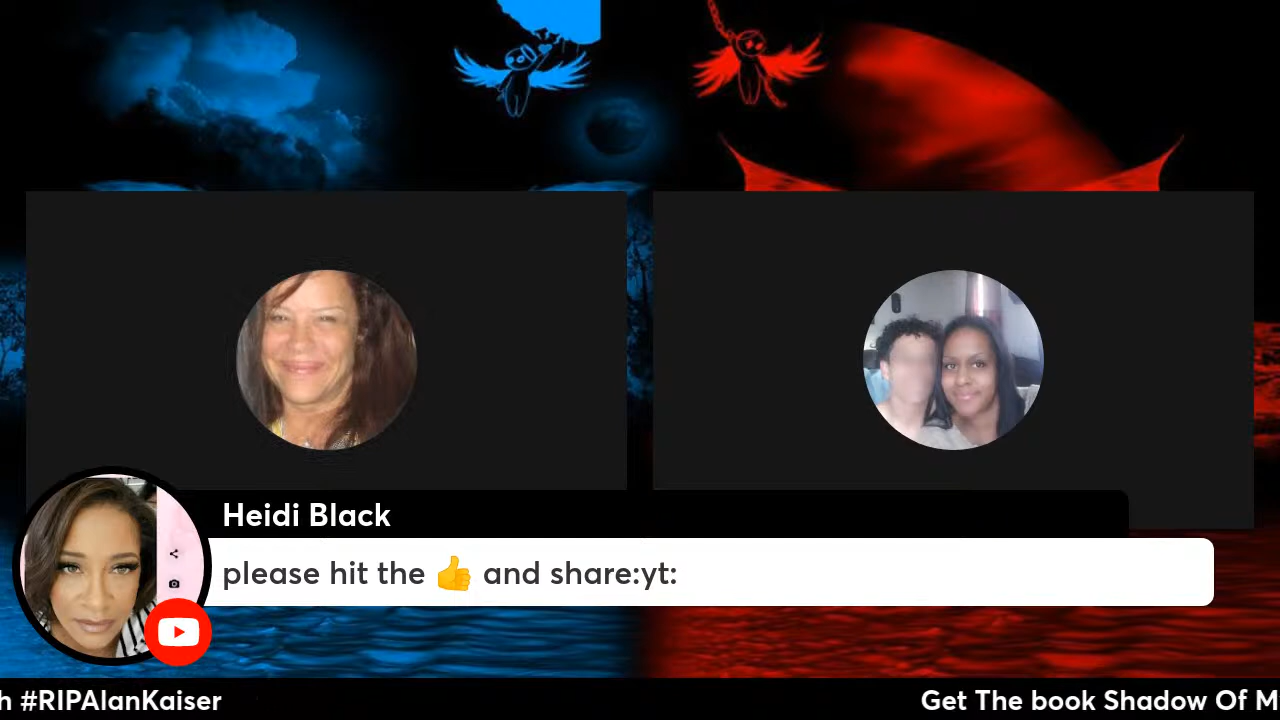 Heidi Black
please hit the 👍 and share:yt:
h #RIPAlanKaiser
Get The book Shadow Of M